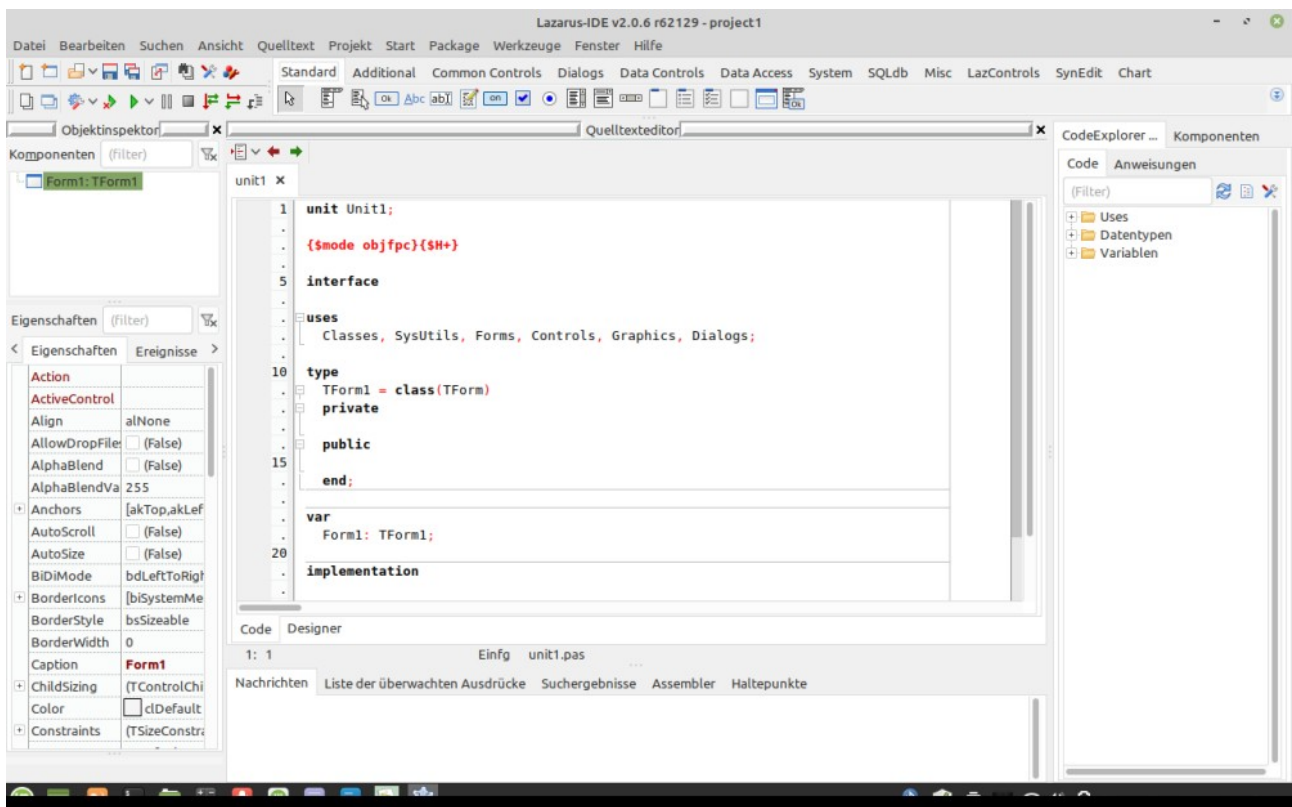 Lazarus-IDE v2.0.6 r62129 - project1
Datei Bearbeiten Suchen Ansicht Quelltext Projekt Start Package Werkzeuge Fenster Hilfe
Standard Additional Common Controls Dialogs Data Controls Data Access System SQLdb Misc LazControls SynEdit Chart
Ok Abc abI on
Objektinspektor
Komponenten (filter)
Form1: TForm1
Eigenschaften (filter)
Eigenschaften Ereignisse
Action
ActiveControl
Align alNone
AllowDropFiles (False)
AlphaBlend (False)
AlphaBlendVa 255
Anchors [akTop,akLef
AutoScroll (False)
AutoSize (False)
BiDiMode bdLeftToRigh
BorderIcons [biSystemMe
BorderStyle bsSizeable
BorderWidth 0
Caption Form1
ChildSizing (TControlChi
Color clDefault
Constraints (TSizeConstra
Quelltexteditor
unit1
1 unit Unit1;
.
. {$mode objfpc}{$H+}
.
5 interface
.
. uses
. Classes, SysUtils, Forms, Controls, Graphics, Dialogs;
.
10 type
. TForm1 = class(TForm)
. private
.
. public
15
. end;
.
. var
. Form1: TForm1;
20
. implementation
.
Code Designer
1: 1 Einfg unit1.pas
Nachrichten Liste der überwachten Ausdrücke Suchergebnisse Assembler Haltepunkte
CodeExplorer ... Komponenten
Code Anweisungen
(Filter)
Uses
Datentypen
Variablen